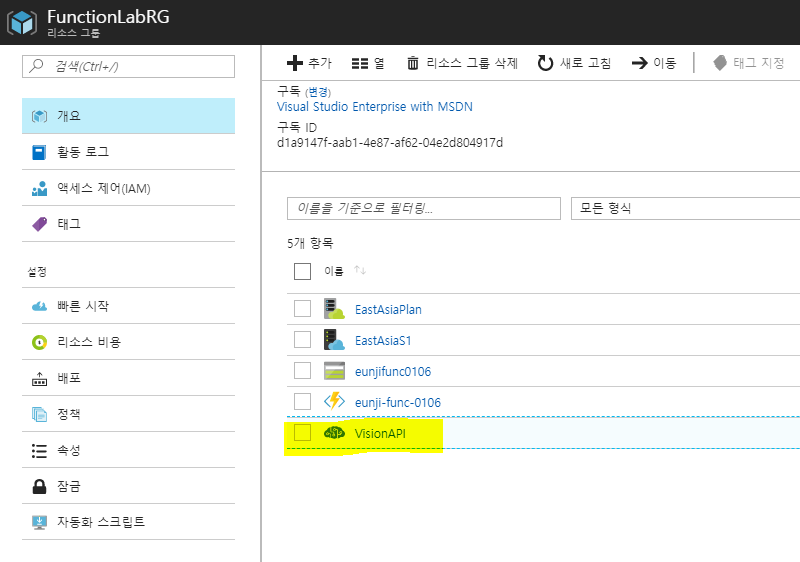 FunctionLabRG
리소스 그룹
검색(Ctrl+/)
개요
활동 로그
액세스 제어(IAM)
태그
설정
빠른 시작
리소스 비용
배포
정책
속성
잠금
자동화 스크립트
추가 열 리소스 그룹 삭제 새로 고침 이동 태그 지정
구독 (변경)
Visual Studio Enterprise with MSDN
구독 ID
d1a9147f-aab1-4e87-af62-04e2d804917d
이름을 기준으로 필터링... 모든 형식
5개 항목
이름 ↑↓
EastAsiaPlan
EastAsiaS1
eunjifunc0106
eunji-func-0106
VisionAPI